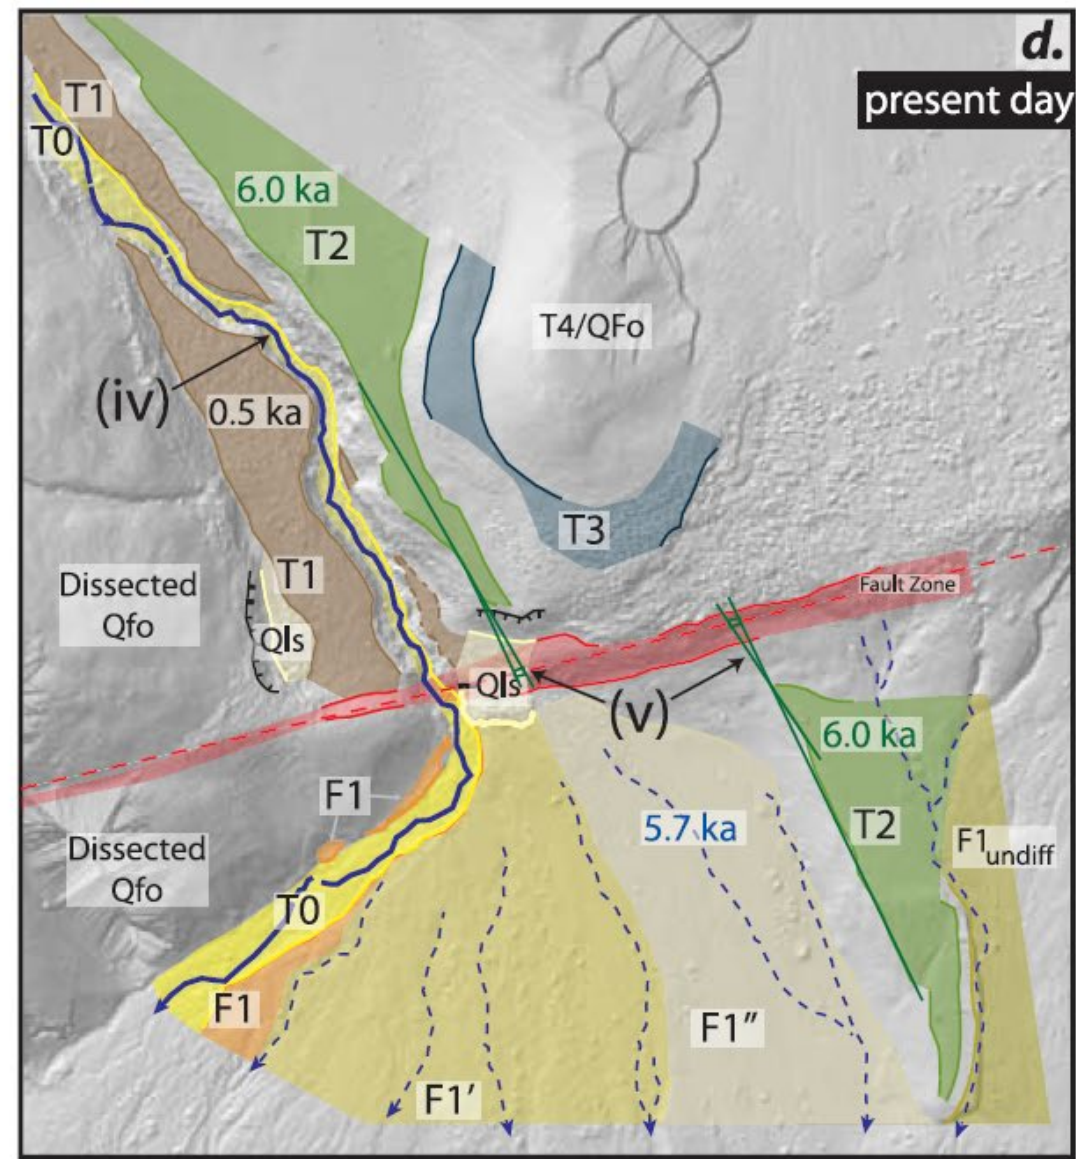 d.
present day
T1
T0
6.0 ka
T2
T4/QFo
(iv)
0.5 ka
T3
Dissected
Qfo
T1
Qls
Fault Zone
Qls
(v)
F1
6.0 ka
5.7 ka
T2
F1undiff
Dissected
Qfo
T0
F1
F1″
F1′